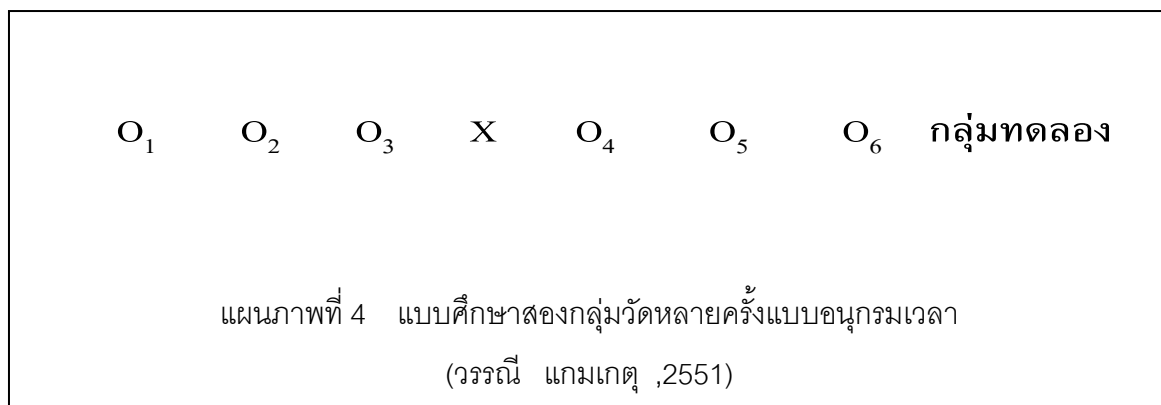 O₁ O₂ O₃ X O₄ O₅ O₆ กลุ่มทดลอง
แผนภาพที่ 4 แบบศึกษาสองกลุ่มวัดหลายครั้งแบบอนุกรมเวลา
(วรรณี แกมเกตุ ,2551)